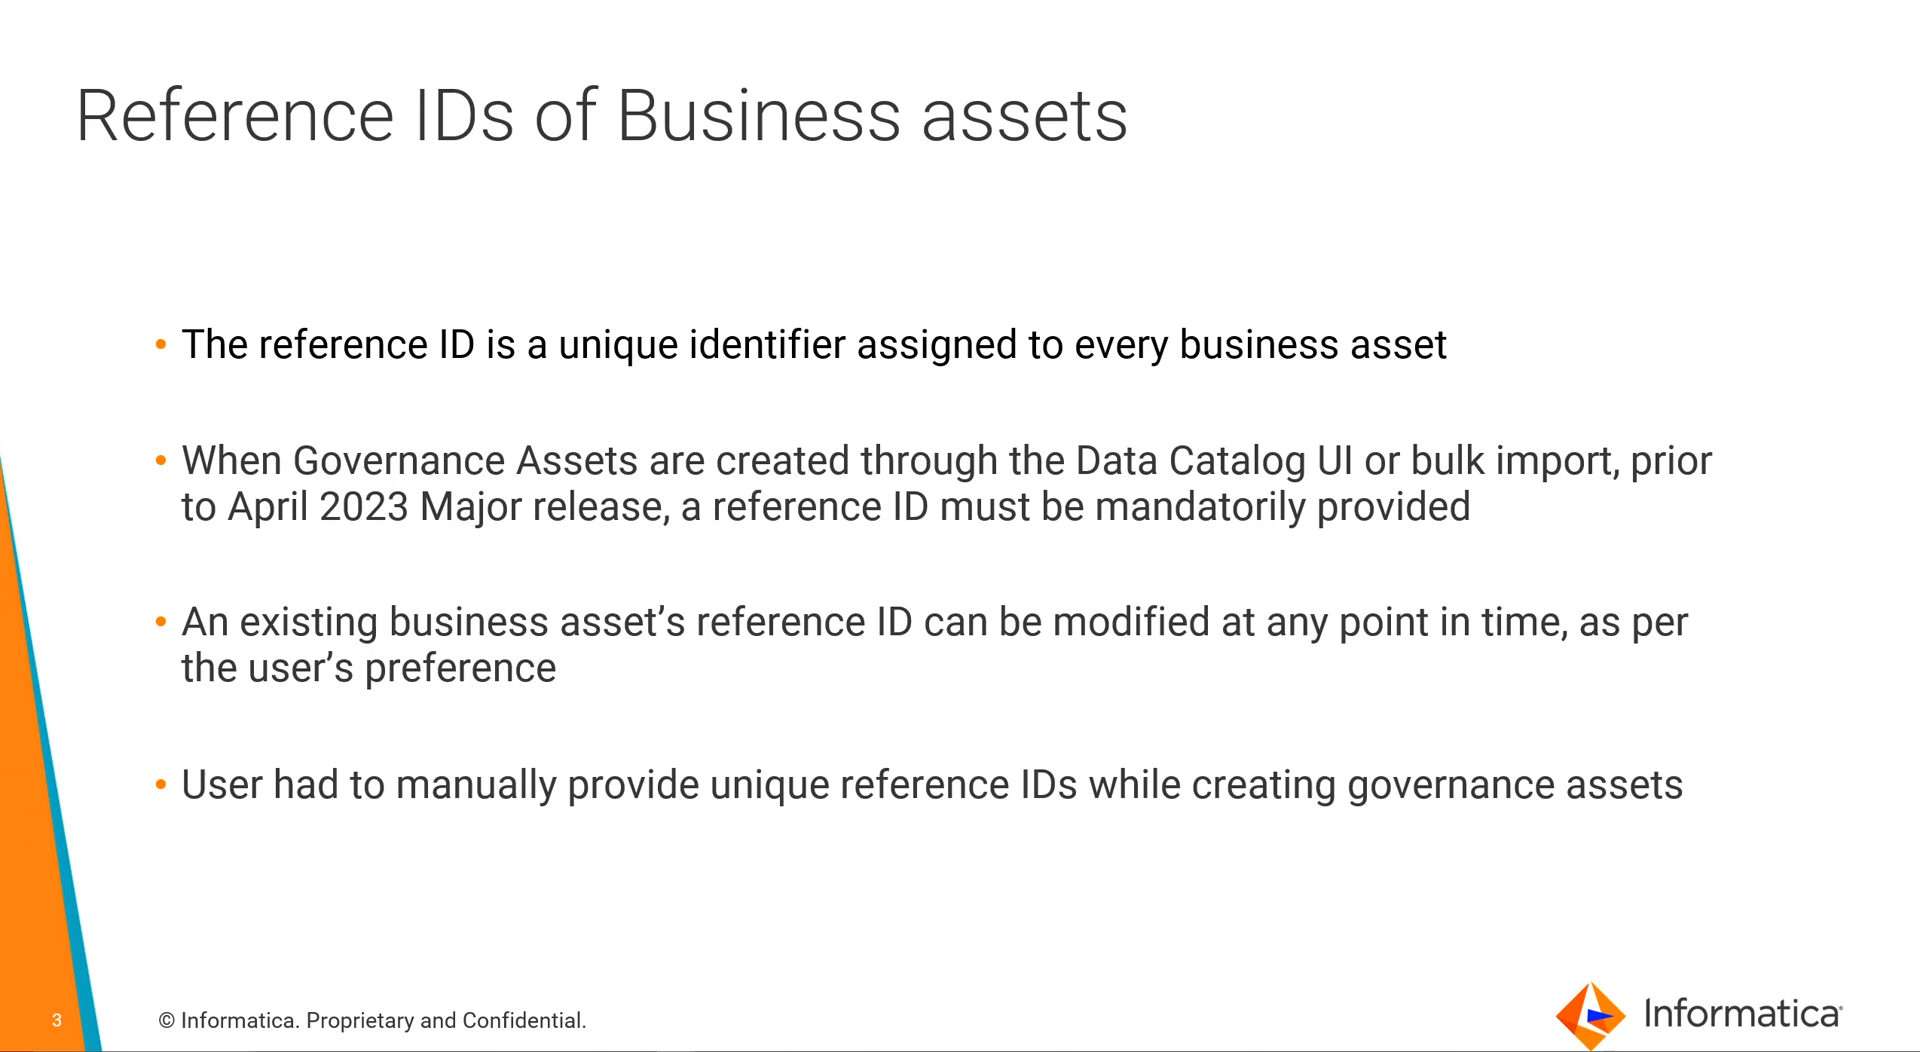 Reference IDs of Business assets
• The reference ID is a unique identifier assigned to every business asset
• When Governance Assets are created through the Data Catalog UI or bulk import, prior
to April 2023 Major release, a reference ID must be mandatorily provided
• An existing business asset’s reference ID can be modified at any point in time, as per
the user’s preference
• User had to manually provide unique reference IDs while creating governance assets
3
© Informatica. Proprietary and Confidential.
Informatica